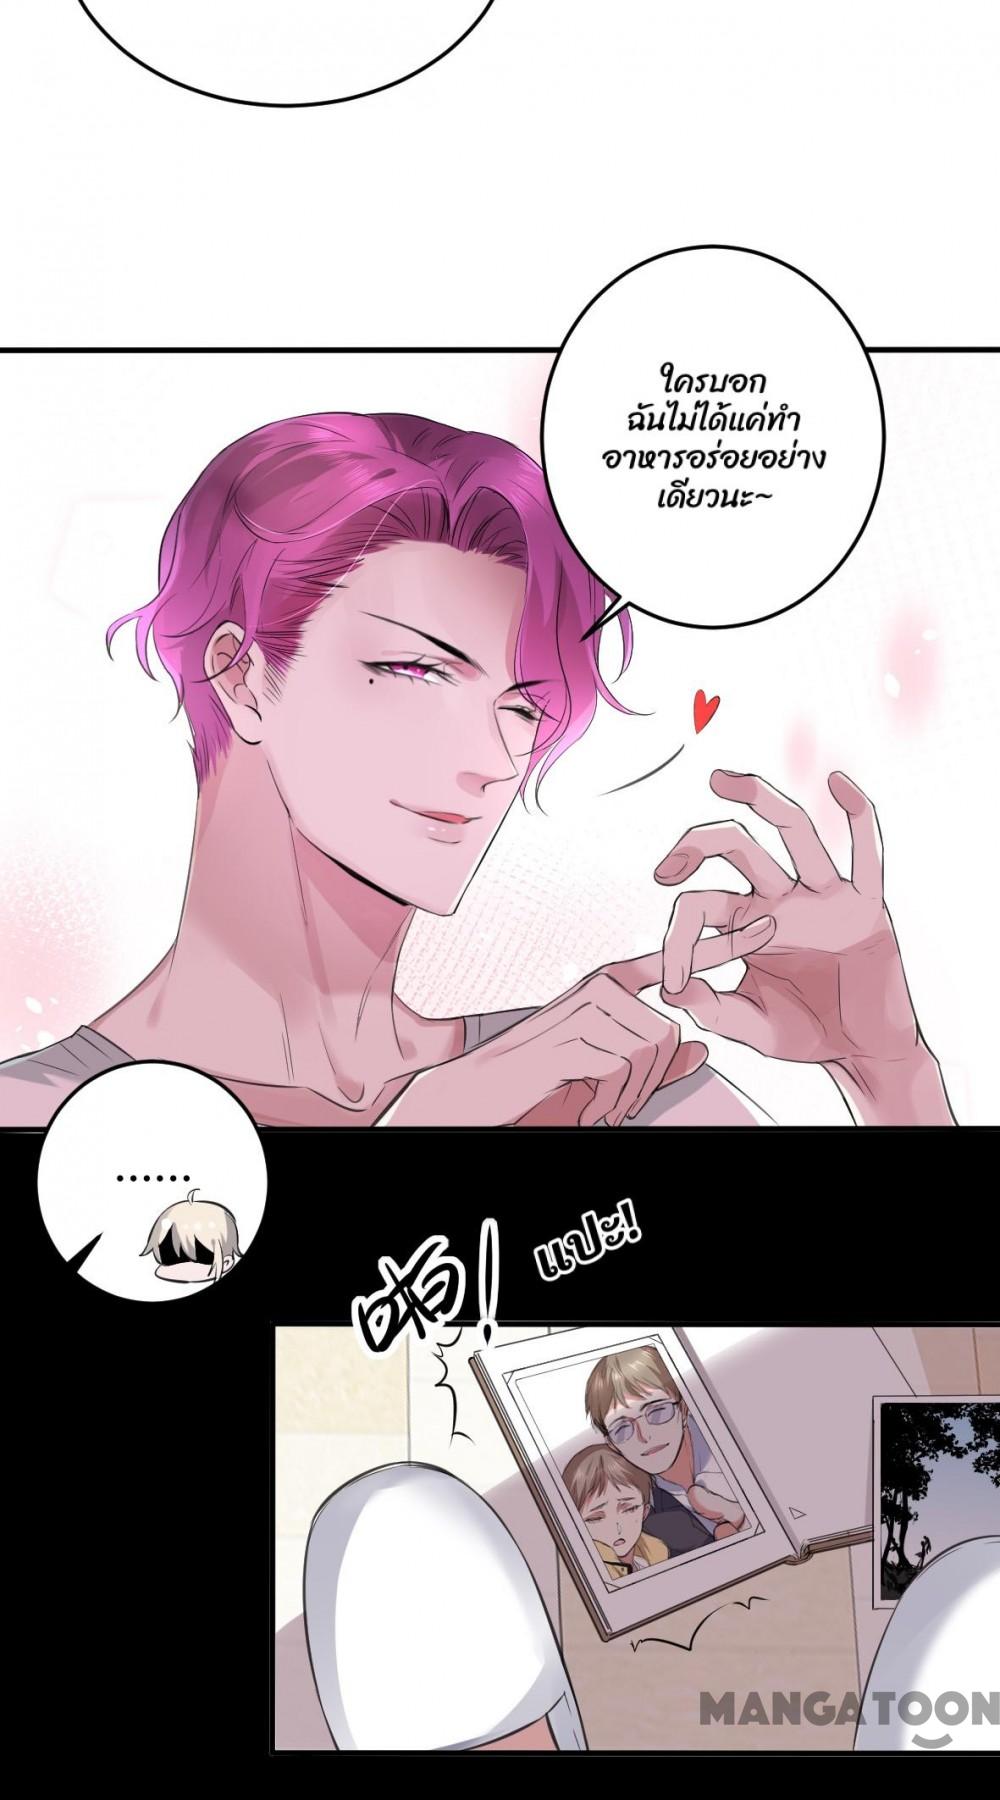 ใครบอก
ฉันไม่ได้แค่ทำ
อาหารอร่อยอย่าง
เดียวนะ~
......
แปะ!
MANGATOON